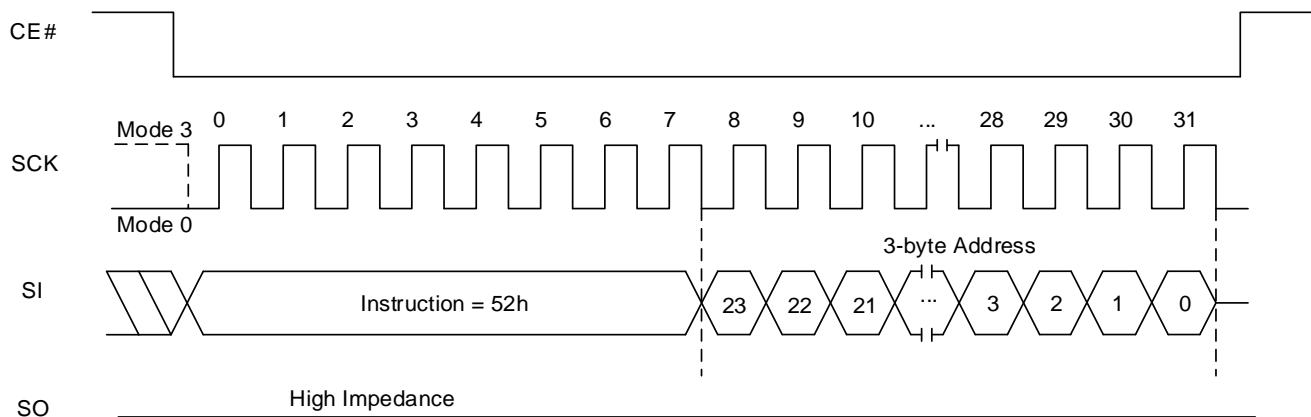 CE#
0 1 2 3 4 5 6 7 8 9 10 ... 28 29 30 31
Mode 3
SCK
Mode 0
3-byte Address
SI
Instruction = 52h
23 22 21 ... 3 2 1 0
High Impedance
SO